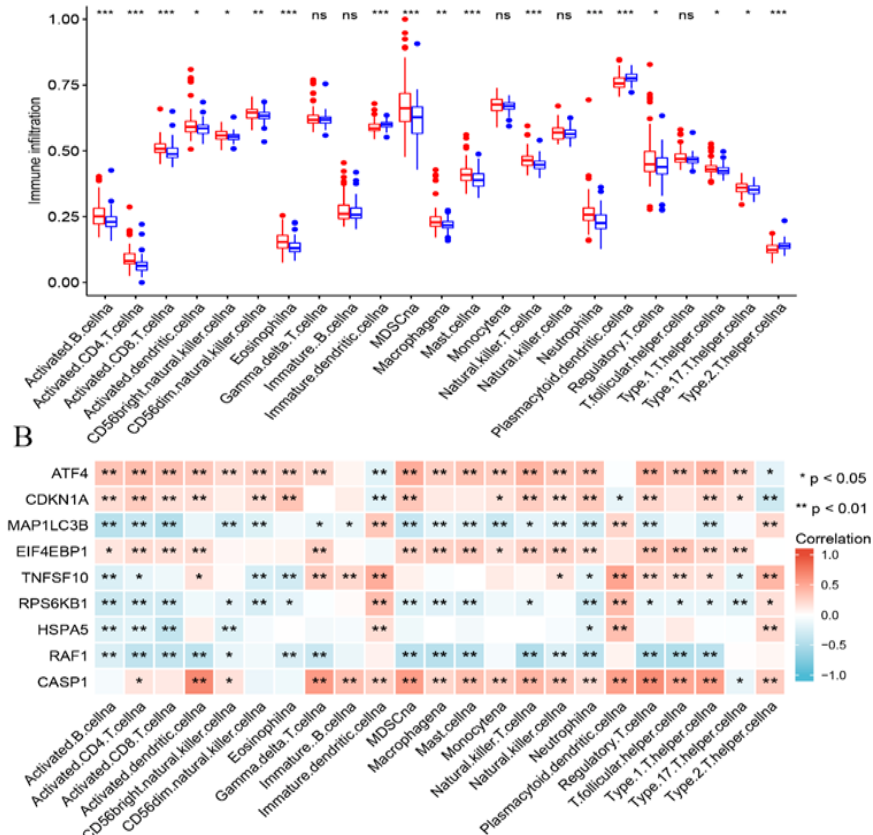 *** *** *** * * ** *** ns ns *** *** ** *** ns *** ns *** *** * ns * * ***
1.00
0.75
0.50
0.25
0.00
Immune infiltration
Activated.B.cellna
Activated.CD4.T.cellna
Activated.CD8.T.cellna
Activated.dendritic.cellna
CD56bright.natural.killer.cellna
CD56dim.natural.killer.cellna
Eosinophilna
Gamma.delta.T.cellna
Immature..B.cellna
Immature.dendritic.cellna
MDSCna
Macrophagena
Mast.cellna
Monocytena
Natural.killer.T.cellna
Natural.killer.cellna
Neutrophilna
Plasmacytoid.dendritic.cellna
Regulatory.T.cellna
T.follicular.helper.cellna
Type.1.T.helper.cellna
Type.17.T.helper.cellna
Type.2.T.helper.cellna
B
ATF4 ** ** ** ** ** ** ** ** ** ** ** ** ** ** ** ** ** ** ** ** *
CDKN1A ** ** ** ** ** ** ** ** * ** ** ** * ** ** * **
MAP1LC3B ** ** ** ** ** * * ** ** ** ** ** * ** ** ** ** ** **
EIF4EBP1 * ** ** ** ** ** ** ** * ** ** ** ** ** ** **
TNFSF10 ** * * ** ** ** ** ** * * ** ** ** * * **
RPS6KB1 ** ** ** * ** * ** ** ** ** * ** ** * * * ** *
HSPA5 ** ** ** ** ** * ** **
RAF1 ** ** ** ** * ** ** ** ** ** ** ** ** ** ** **
CASP1 * ** * ** ** ** ** ** ** ** ** ** ** ** ** ** ** * **
* p < 0.05
** p < 0.01
Correlation
1.0
0.5
0.0
−0.5
−1.0
Activated.B.cellna
Activated.CD4.T.cellna
Activated.CD8.T.cellna
Activated.dendritic.cellna
CD56bright.natural.killer.cellna
CD56dim.natural.killer.cellna
Eosinophilna
Gamma.delta.T.cellna
Immature..B.cellna
Immature.dendritic.cellna
MDSCna
Macrophagena
Mast.cellna
Monocytena
Natural.killer.T.cellna
Natural.killer.cellna
Neutrophilna
Plasmacytoid.dendritic.cellna
Regulatory.T.cellna
T.follicular.helper.cellna
Type.1.T.helper.cellna
Type.17.T.helper.cellna
Type.2.T.helper.cellna